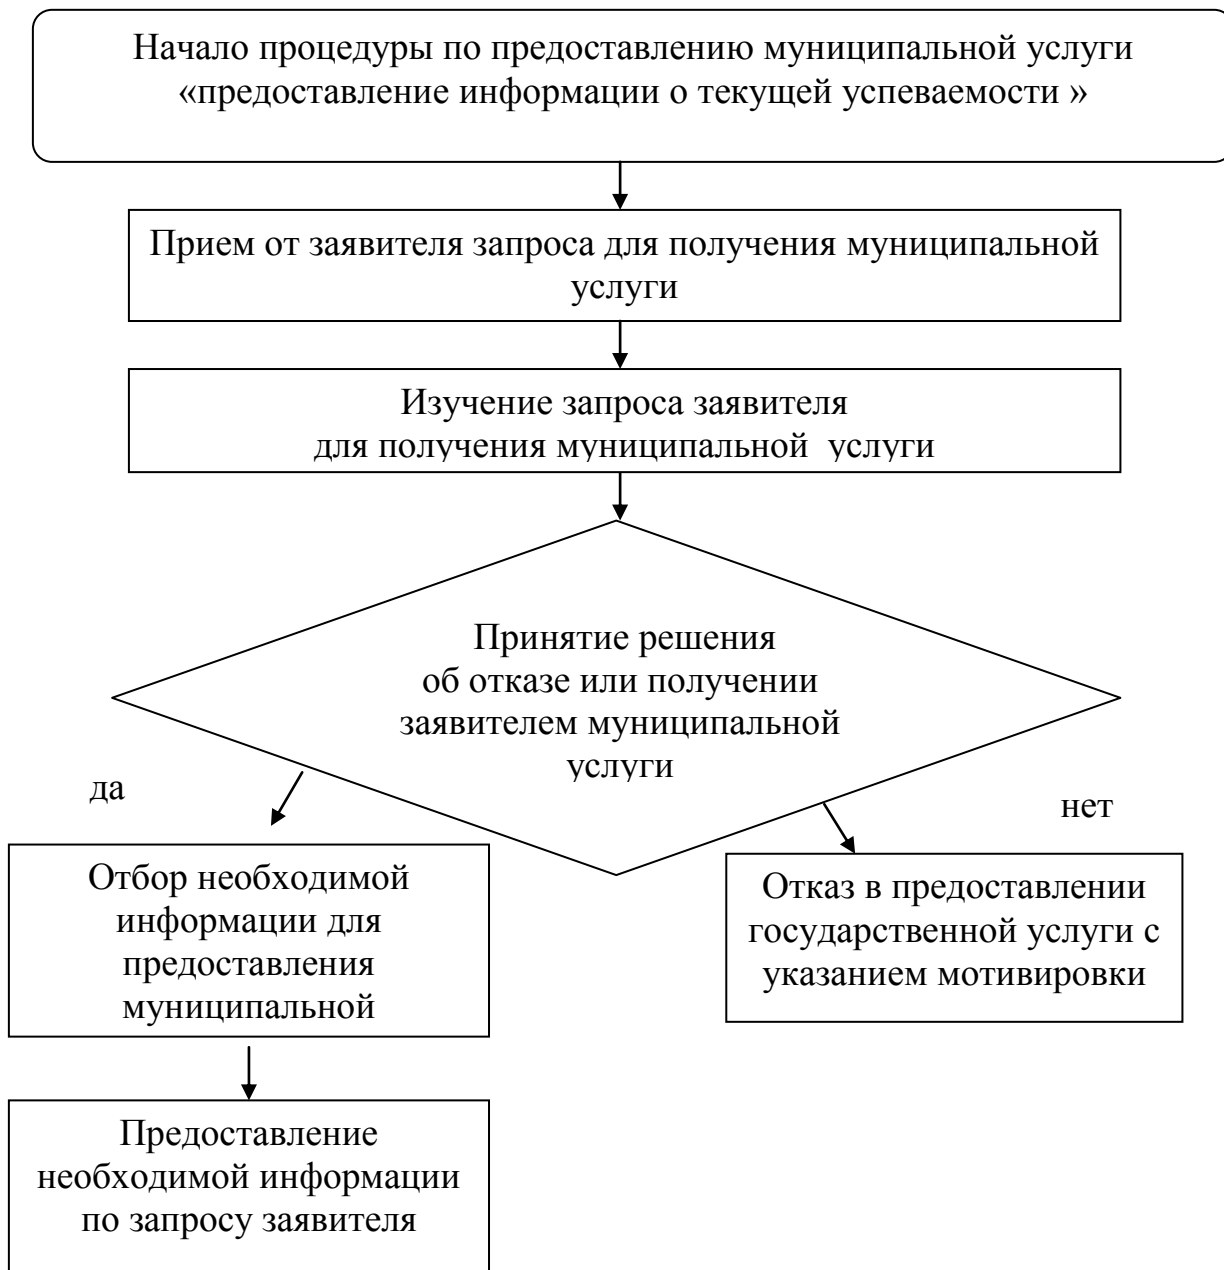 Начало процедуры по предоставлению муниципальной услуги
«предоставление информации о текущей успеваемости »
Прием от заявителя запроса для получения муниципальной
услуги
Изучение запроса заявителя
для получения муниципальной  услуги
Принятие решения
об отказе или получении
заявителем муниципальной
услуги
да
нет
Отбор необходимой
информации для
предоставления
муниципальной
Отказ в предоставлении
государственной услуги с
указанием мотивировки
Предоставление
необходимой информации
по запросу заявителя